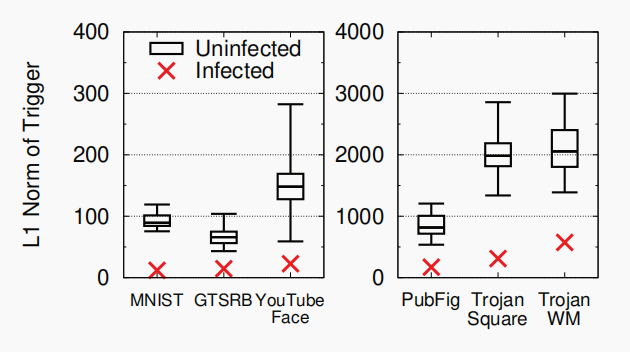 L1 Norm of Trigger
400
300
200
100
0
Uninfected
Infected
MNIST GTSRB YouTube
Face
4000
3000
2000
1000
0
PubFig Trojan Trojan
Square WM